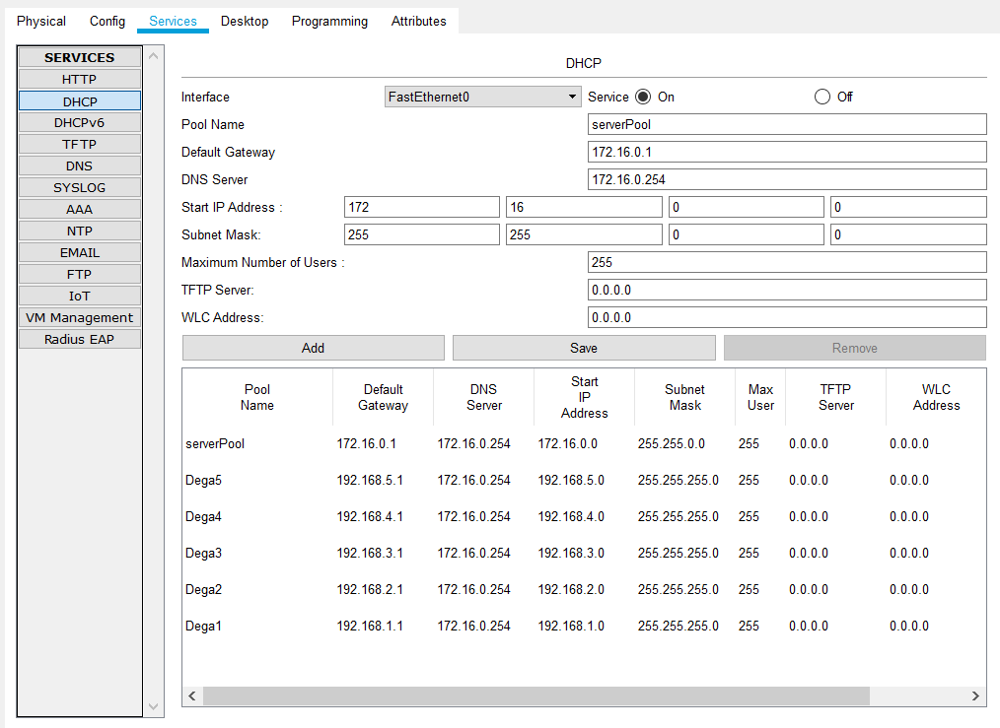 Physical Config Services Desktop Programming Attributes
SERVICES
HTTP
DHCP
DHCPv6
TFTP
DNS
SYSLOG
AAA
NTP
EMAIL
FTP
IoT
VM Management
Radius EAP
DHCP
Interface FastEthernet0 Service On Off
Pool Name serverPool
Default Gateway 172.16.0.1
DNS Server 172.16.0.254
Start IP Address : 172 16 0 0
Subnet Mask: 255 255 0 0
Maximum Number of Users : 255
TFTP Server: 0.0.0.0
WLC Address: 0.0.0.0
Add Save Remove
Pool Name Default Gateway DNS Server Start IP Address Subnet Mask Max User TFTP Server WLC Address
serverPool 172.16.0.1 172.16.0.254 172.16.0.0 255.255.0.0 255 0.0.0.0 0.0.0.0
Dega5 192.168.5.1 172.16.0.254 192.168.5.0 255.255.255.0 255 0.0.0.0 0.0.0.0
Dega4 192.168.4.1 172.16.0.254 192.168.4.0 255.255.255.0 255 0.0.0.0 0.0.0.0
Dega3 192.168.3.1 172.16.0.254 192.168.3.0 255.255.255.0 255 0.0.0.0 0.0.0.0
Dega2 192.168.2.1 172.16.0.254 192.168.2.0 255.255.255.0 255 0.0.0.0 0.0.0.0
Dega1 192.168.1.1 172.16.0.254 192.168.1.0 255.255.255.0 255 0.0.0.0 0.0.0.0